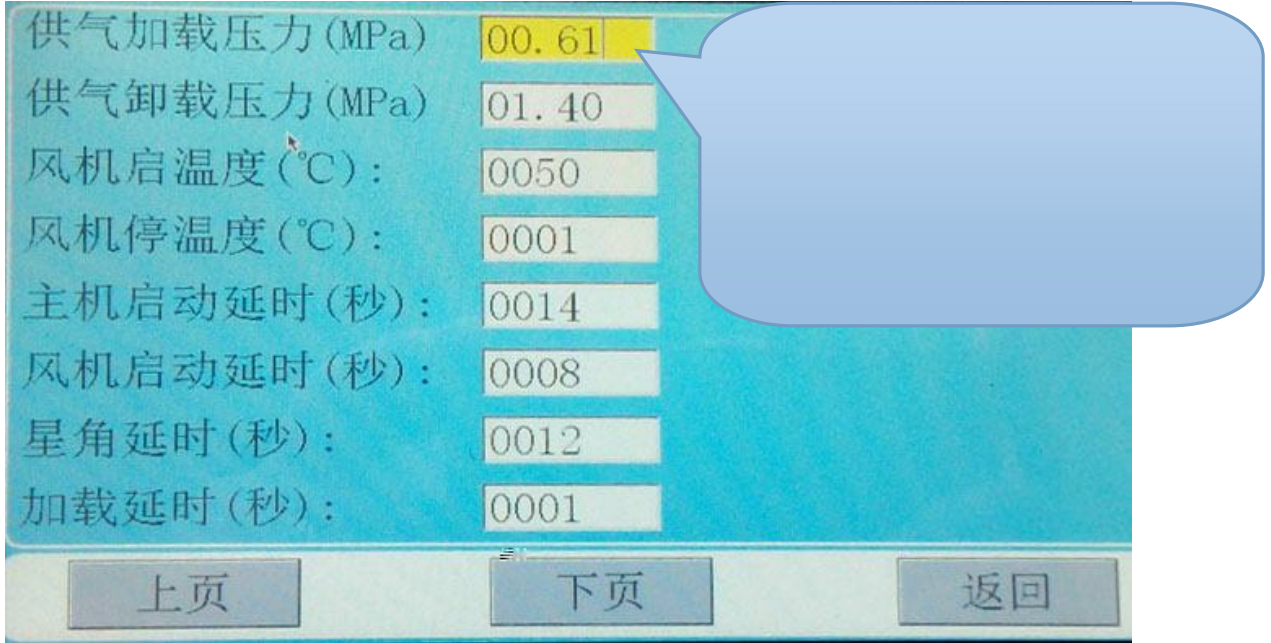 供气加载压力(MPa) 00.61
供气卸载压力(MPa) 01.40
风机启温度(℃): 0050
风机停温度(℃): 0001
主机启动延时(秒): 0014
风机启动延时(秒): 0008
星角延时(秒): 0012
加载延时(秒): 0001
上页 下页 返回